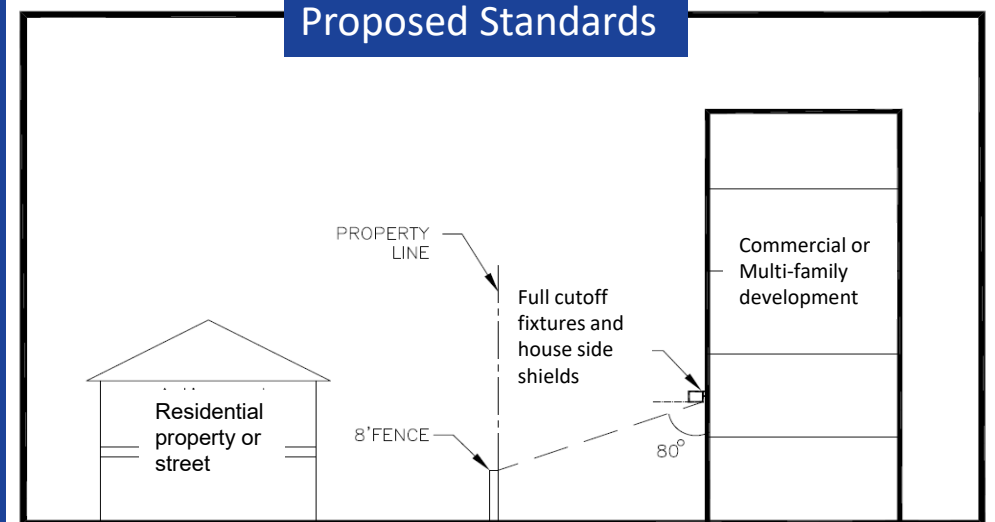 Proposed Standards
PROPERTY
LINE
Full cutoff
fixtures and
house side
shields
Commercial or
Multi-family
development
Residential
property or
street
8'FENCE
80°